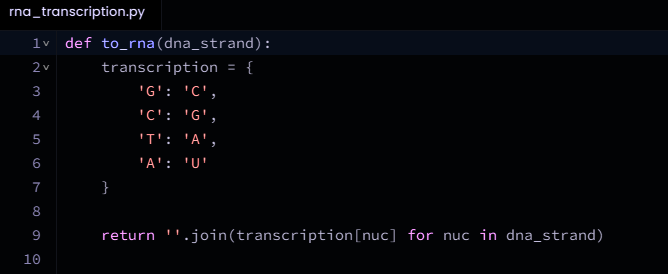 rna_transcription.py
1 def to_rna(dna_strand):
2     transcription = {
3         'G': 'C',
4         'C': 'G',
5         'T': 'A',
6         'A': 'U'
7     }
8
9     return ''.join(transcription[nuc] for nuc in dna_strand)
10